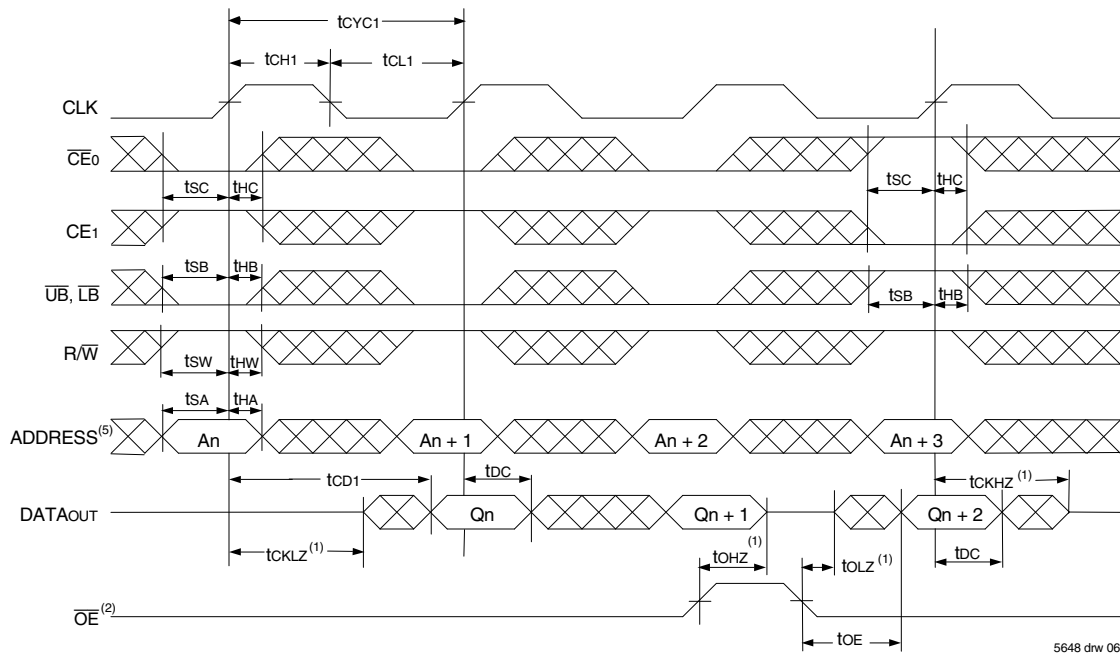 tCYC1
tCH1 tCL1
CLK
CE0
tSC tHC tSC tHC
CE1
tSB tHB
UB, LB tSB tHB
R/W
tSW tHW
tSA tHA
ADDRESS(5) An An + 1 An + 2 An + 3
tCD1 tDC tCKHZ(1)
DATAOUT Qn Qn + 1 Qn + 2
tCKLZ(1) tOHZ(1) tOLZ(1) tDC
OE(2)
tOE
5648 drw 06